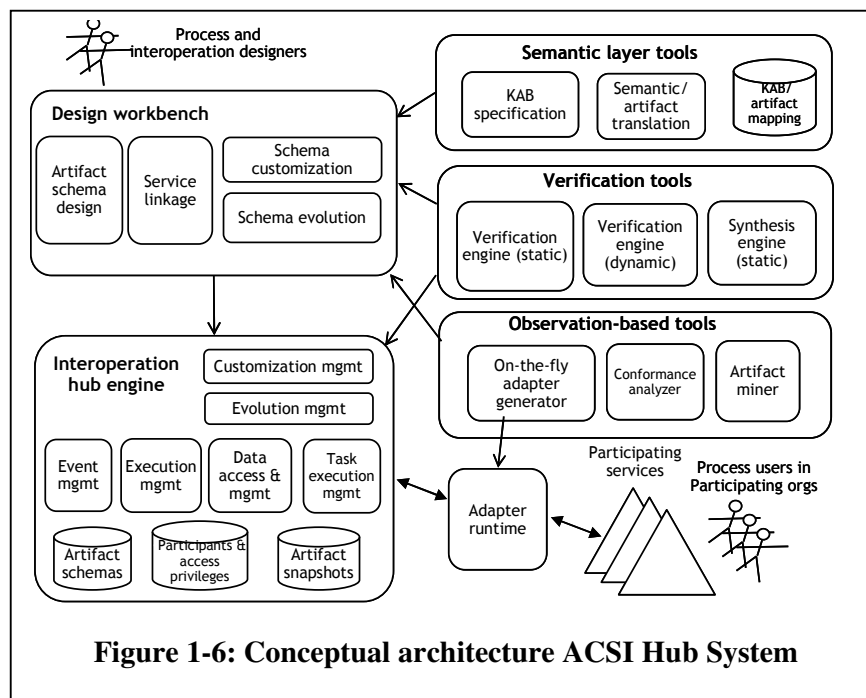 Process and
interoperation designers
Design workbench
Artifact
schema
design
Service
linkage
Schema
customization
Schema evolution
Semantic layer tools
KAB
specification
Semantic/
artifact
translation
KAB/
artifact
mapping
Verification tools
Verification
engine (static)
Verification
engine
(dynamic)
Synthesis
engine
(static)
Observation-based tools
On-the-fly
adapter
generator
Conformance
analyzer
Artifact
miner
Interoperation
hub engine
Customization mgmt
Evolution mgmt
Event
mgmt
Execution
mgmt
Data
access &
mgmt
Task
execution
mgmt
Artifact
schemas
Participants &
access
privileges
Artifact
snapshots
Adapter
runtime
Participating
services
Process users in
Participating orgs
Figure 1-6: Conceptual architecture ACSI Hub System